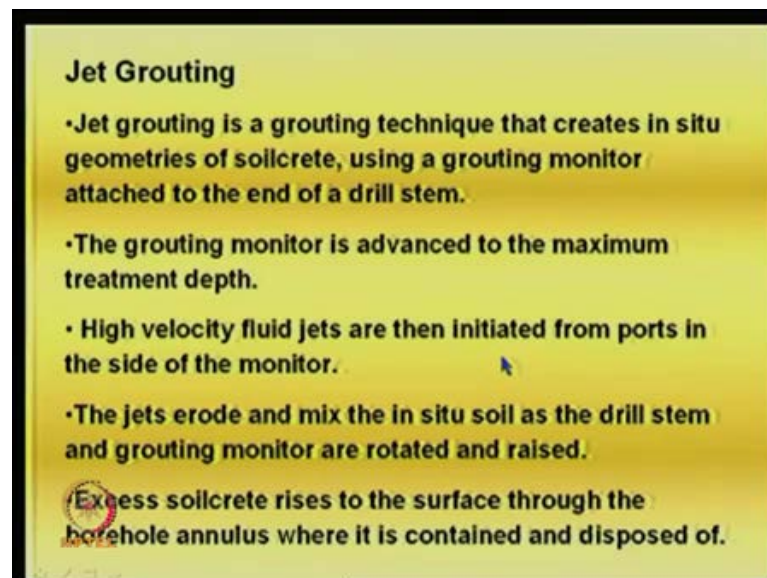 Jet Grouting
•Jet grouting is a grouting technique that creates in situ
geometries of soilcrete, using a grouting monitor
attached to the end of a drill stem.
•The grouting monitor is advanced to the maximum
treatment depth.
• High velocity fluid jets are then initiated from ports in
the side of the monitor.
•The jets erode and mix the in situ soil as the drill stem
and grouting monitor are rotated and raised.
•Excess soilcrete rises to the surface through the
borehole annulus where it is contained and disposed of.